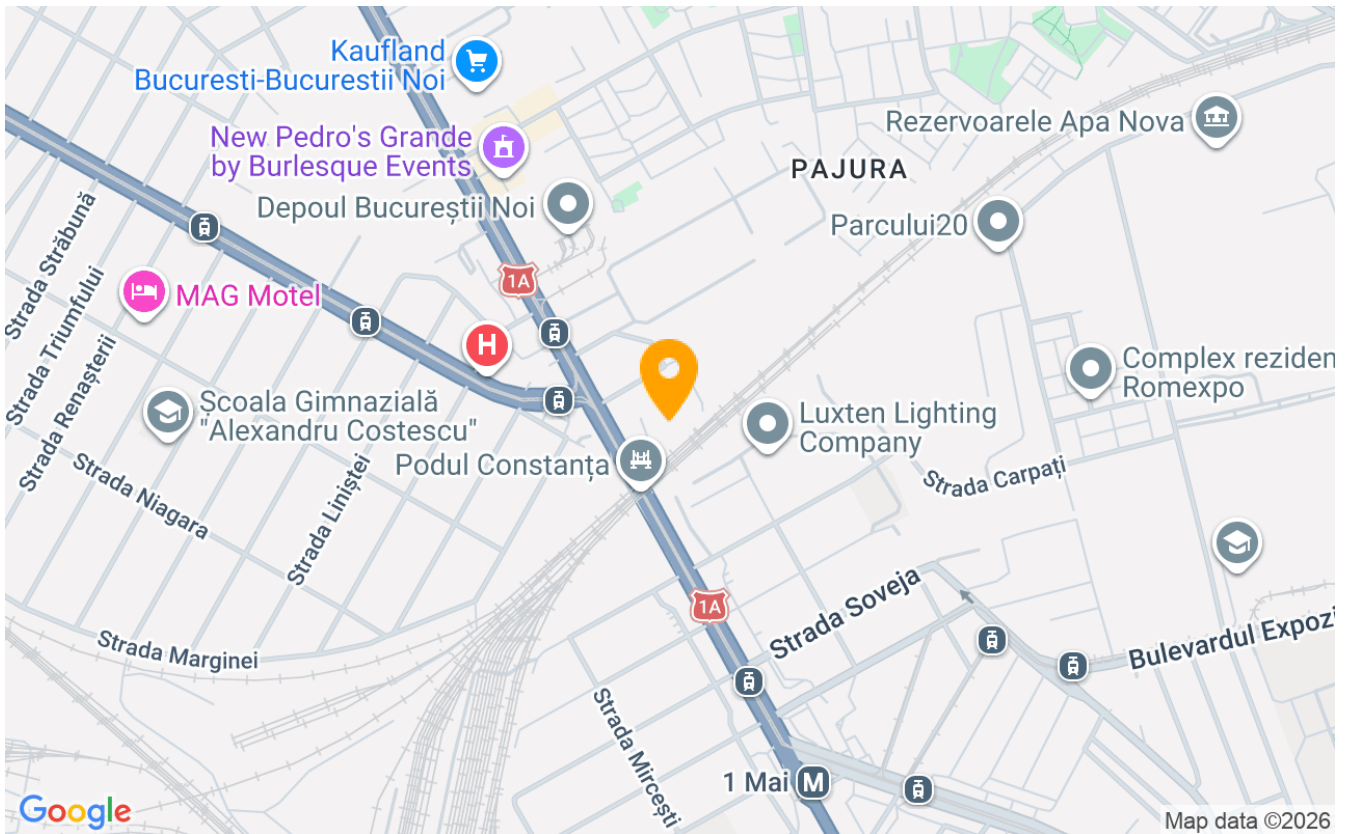 Kaufland
Bucuresti-Bucurestii Noi
New Pedro's Grande
by Burlesque Events
Depoul Bucureștii Noi
Rezervoarele Apa Nova
PAJURA
Parcului20
Strada Străbună
Strada Triumfului
Strada Renașterii
MAG Motel
1A
H
Școala Gimnazială
"Alexandru Costescu"
Podul Constanța
Luxten Lighting
Company
Complex reziden
Romexpo
Strada Carpați
Strada Niagara
Strada Liniștei
Strada Marginei
1A
Strada Soveja
Bulevardul Expozi
Strada Mircești
1 Mai M
Google
Map data ©2026